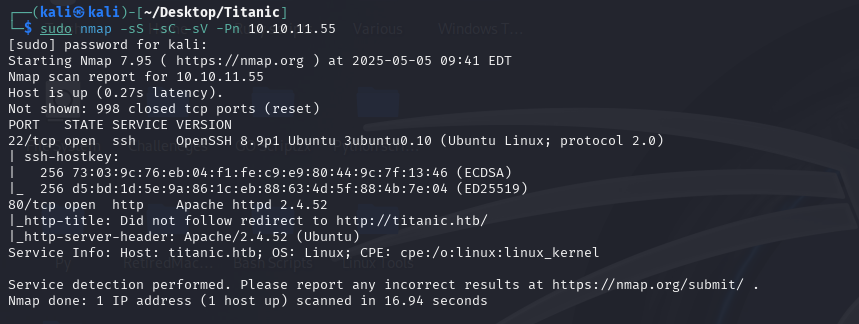 ┌──(kali㉿kali)-[~/Desktop/Titanic]
└─$ sudo nmap -sS -sC -sV -Pn 10.10.11.55
[sudo] password for kali:
Starting Nmap 7.95 ( https://nmap.org ) at 2025-05-05 09:41 EDT
Nmap scan report for 10.10.11.55
Host is up (0.27s latency).
Not shown: 998 closed tcp ports (reset)
PORT   STATE SERVICE VERSION
22/tcp open  ssh     OpenSSH 8.9p1 Ubuntu 3ubuntu0.10 (Ubuntu Linux; protocol 2.0)
| ssh-hostkey:
|   256 73:03:9c:76:eb:04:f1:fe:c9:e9:80:44:9c:7f:13:46 (ECDSA)
|_  256 d5:bd:1d:5e:9a:86:1c:eb:88:63:4d:5f:88:4b:7e:04 (ED25519)
80/tcp open  http    Apache httpd 2.4.52
|_http-title: Did not follow redirect to http://titanic.htb/
|_http-server-header: Apache/2.4.52 (Ubuntu)
Service Info: Host: titanic.htb; OS: Linux; CPE: cpe:/o:linux:linux_kernel

Service detection performed. Please report any incorrect results at https://nmap.org/submit/ .
Nmap done: 1 IP address (1 host up) scanned in 16.94 seconds